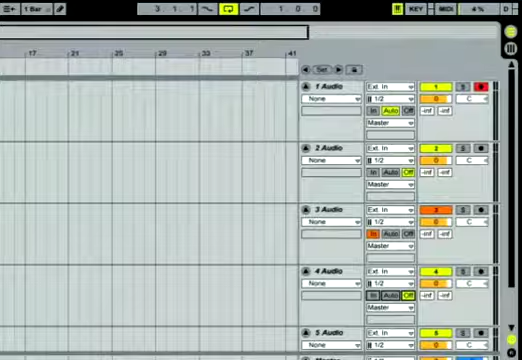 1 Bar
3. 1. 1
1. 0. 0
KEY
MIDI
4 %
D
17
21
25
29
33
37
41
Set
1 Audio
Ext. In
1
S
None
1/2
0
C
In Auto Off
-inf -inf
Master
2 Audio
Ext. In
2
S
None
1/2
0
C
In Auto Off
-inf -inf
Master
3 Audio
Ext. In
3
S
None
1/2
0
C
In Auto Off
-inf -inf
Master
4 Audio
Ext. In
4
S
None
1/2
0
C
In Auto Off
-inf -inf
Master
5 Audio
Ext. In
5
S
None
1/2
0
C